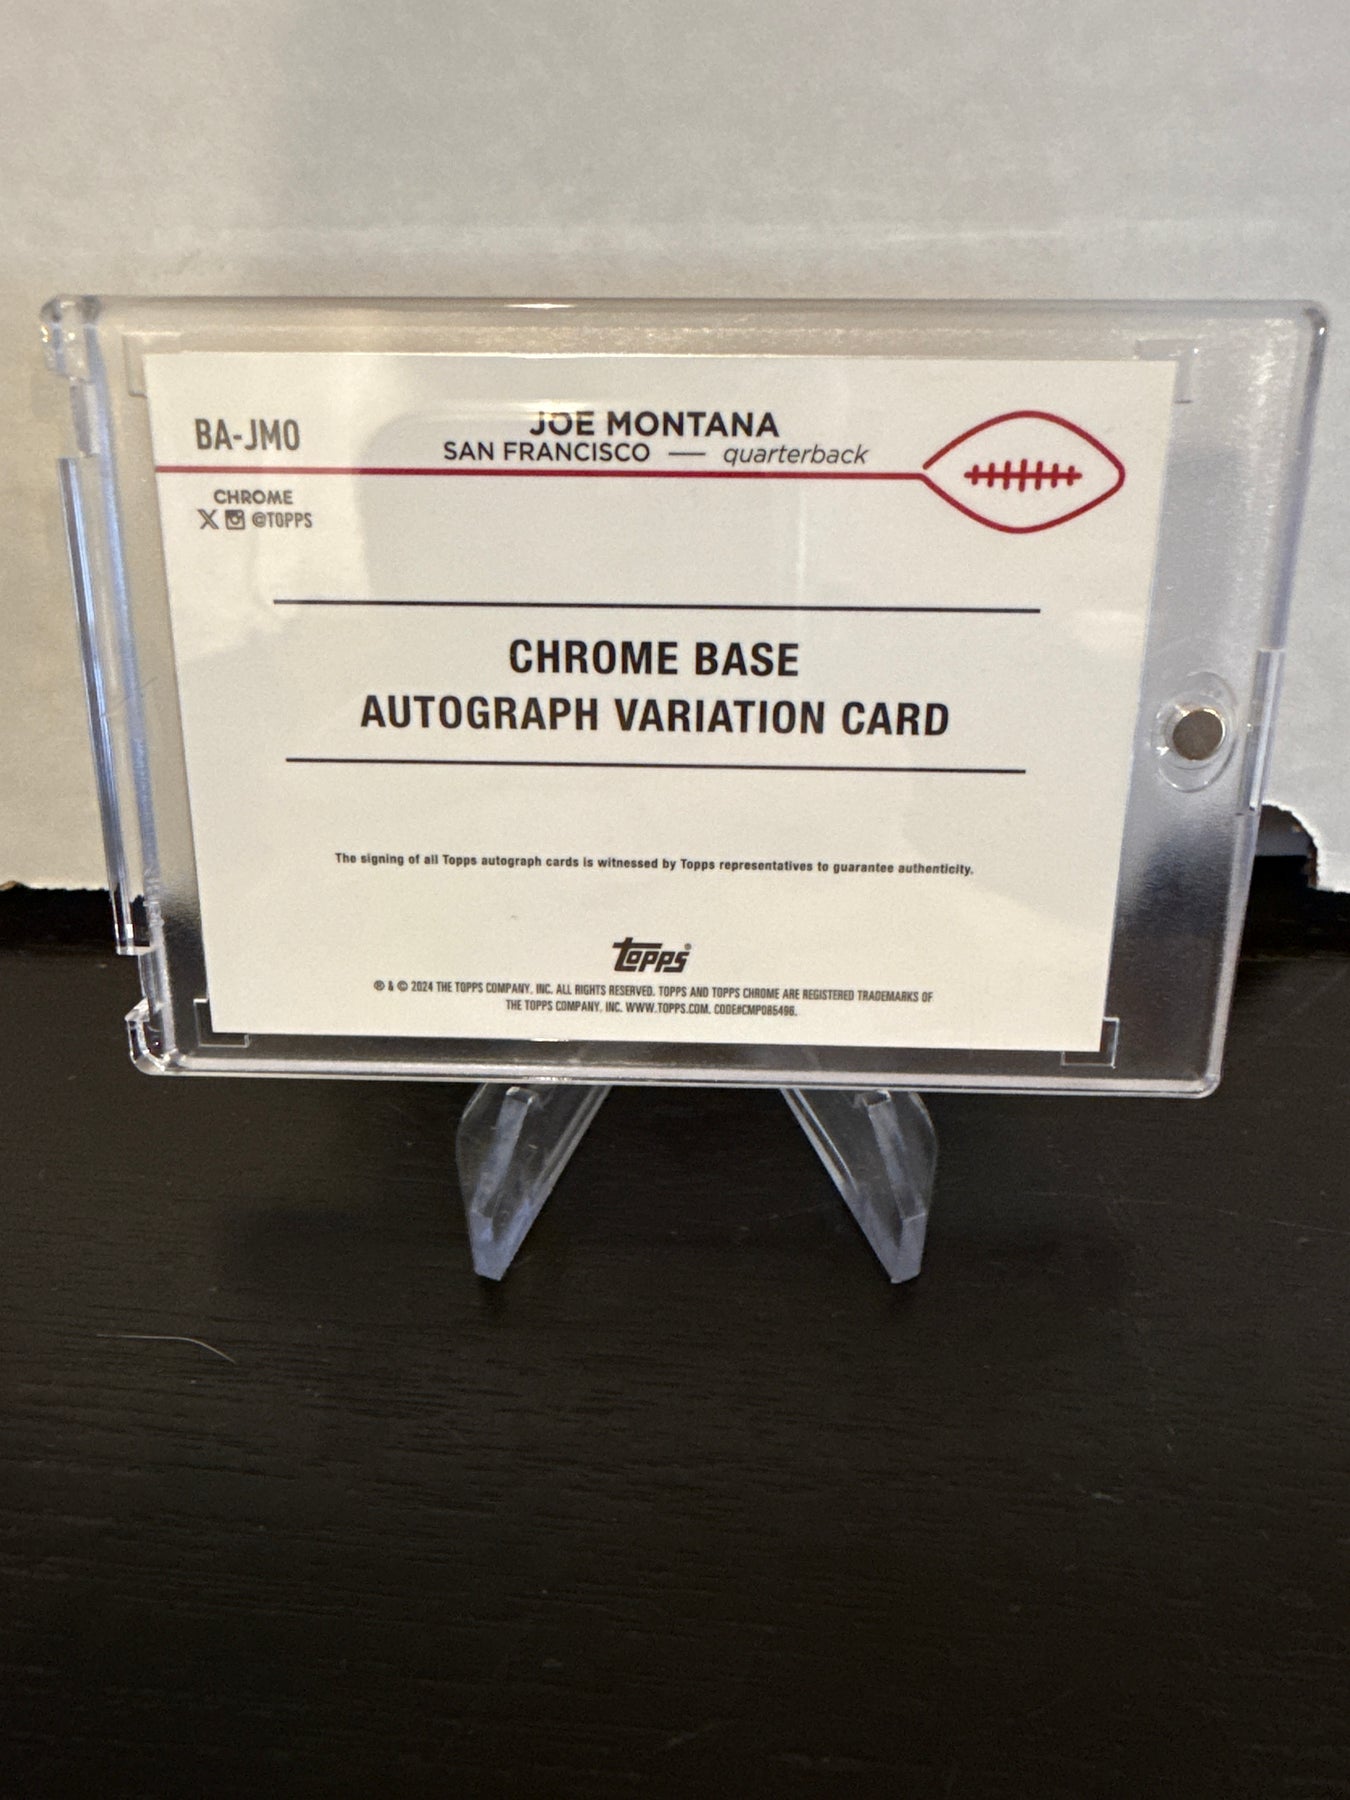 BA-JMO
JOE MONTANA
SAN FRANCISCO — quarterback
CHROME
X @TOPPS
CHROME BASE
AUTOGRAPH VARIATION CARD
The signing of all Topps autograph cards is witnessed by Topps representatives to guarantee authenticity.
topps®
® & © 2024 THE TOPPS COMPANY, INC. ALL RIGHTS RESERVED. TOPPS AND TOPPS CHROME ARE REGISTERED TRADEMARKS OF
THE TOPPS COMPANY, INC. WWW.TOPPS.COM. CODE#CMP085496.